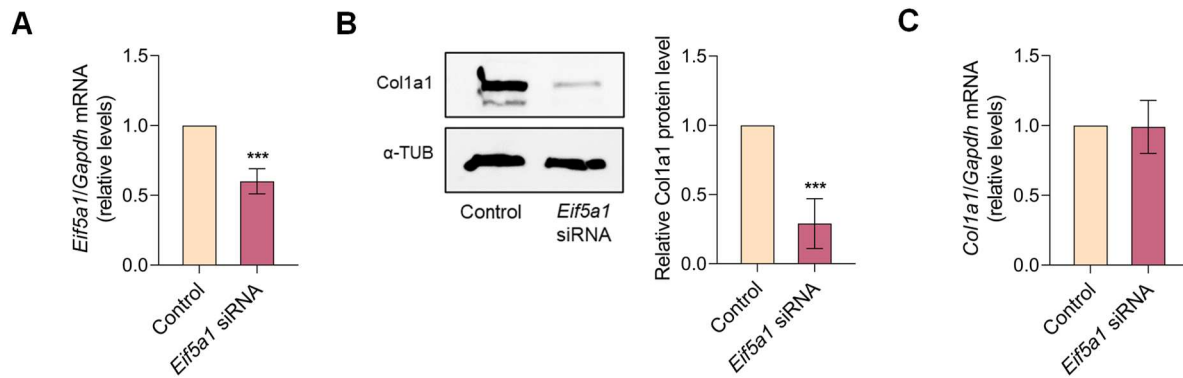 A
Eif5a1/Gapdh mRNA
(relative levels)
1.5
1.0
0.5
0.0
***
Control
Eif5a1 siRNA
B
Col1a1
α-TUB
Control
Eif5a1
siRNA
Relative Col1a1 protein level
1.5
1.0
0.5
0.0
***
Control
Eif5a1 siRNA
C
Col1a1/Gapdh mRNA
(relative levels)
1.5
1.0
0.5
0.0
Control
Eif5a1 siRNA